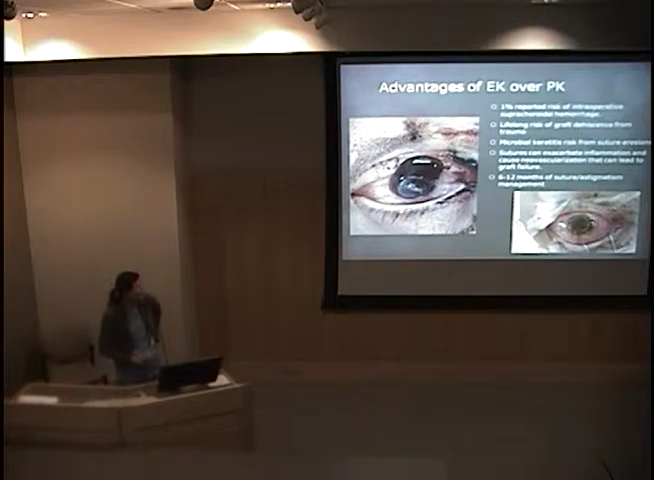 Advantages of EK over PK
1% reported risk of intraoperative
suprachoroidal hemorrhage.
Lifelong risk of graft dehiscence from
trauma
Microbial keratitis risk from suture erosions
Sutures can exacerbate inflammation and
cause neovascularization that can lead to
graft failure.
6-12 months of suture/astigmatism
management